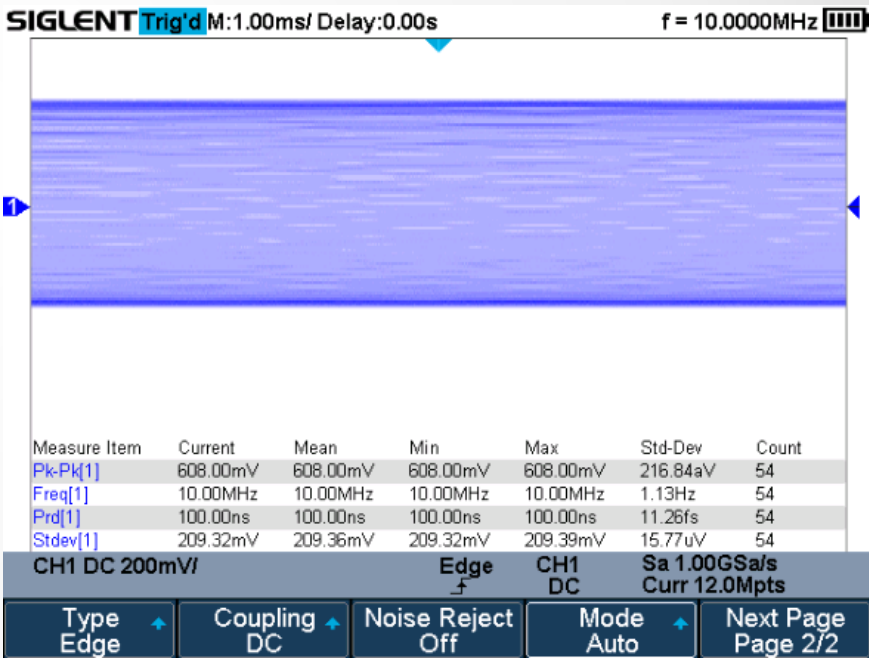 SIGLENT Trig'd M:1.00ms/ Delay:0.00s f = 10.0000MHz
1
Measure Item Current Mean Min Max Std-Dev Count
Pk-Pk[1] 608.00mV 608.00mV 608.00mV 608.00mV 216.84aV 54
Freq[1] 10.00MHz 10.00MHz 10.00MHz 10.00MHz 1.13Hz 54
Prd[1] 100.00ns 100.00ns 100.00ns 100.00ns 11.26fs 54
Stdev[1] 209.32mV 209.36mV 209.32mV 209.39mV 15.77uV 54
CH1 DC 200mV/ Edge CH1 Sa 1.00GSa/s
DC Curr 12.0Mpts
Type Coupling Noise Reject Mode Next Page
Edge DC Off Auto Page 2/2